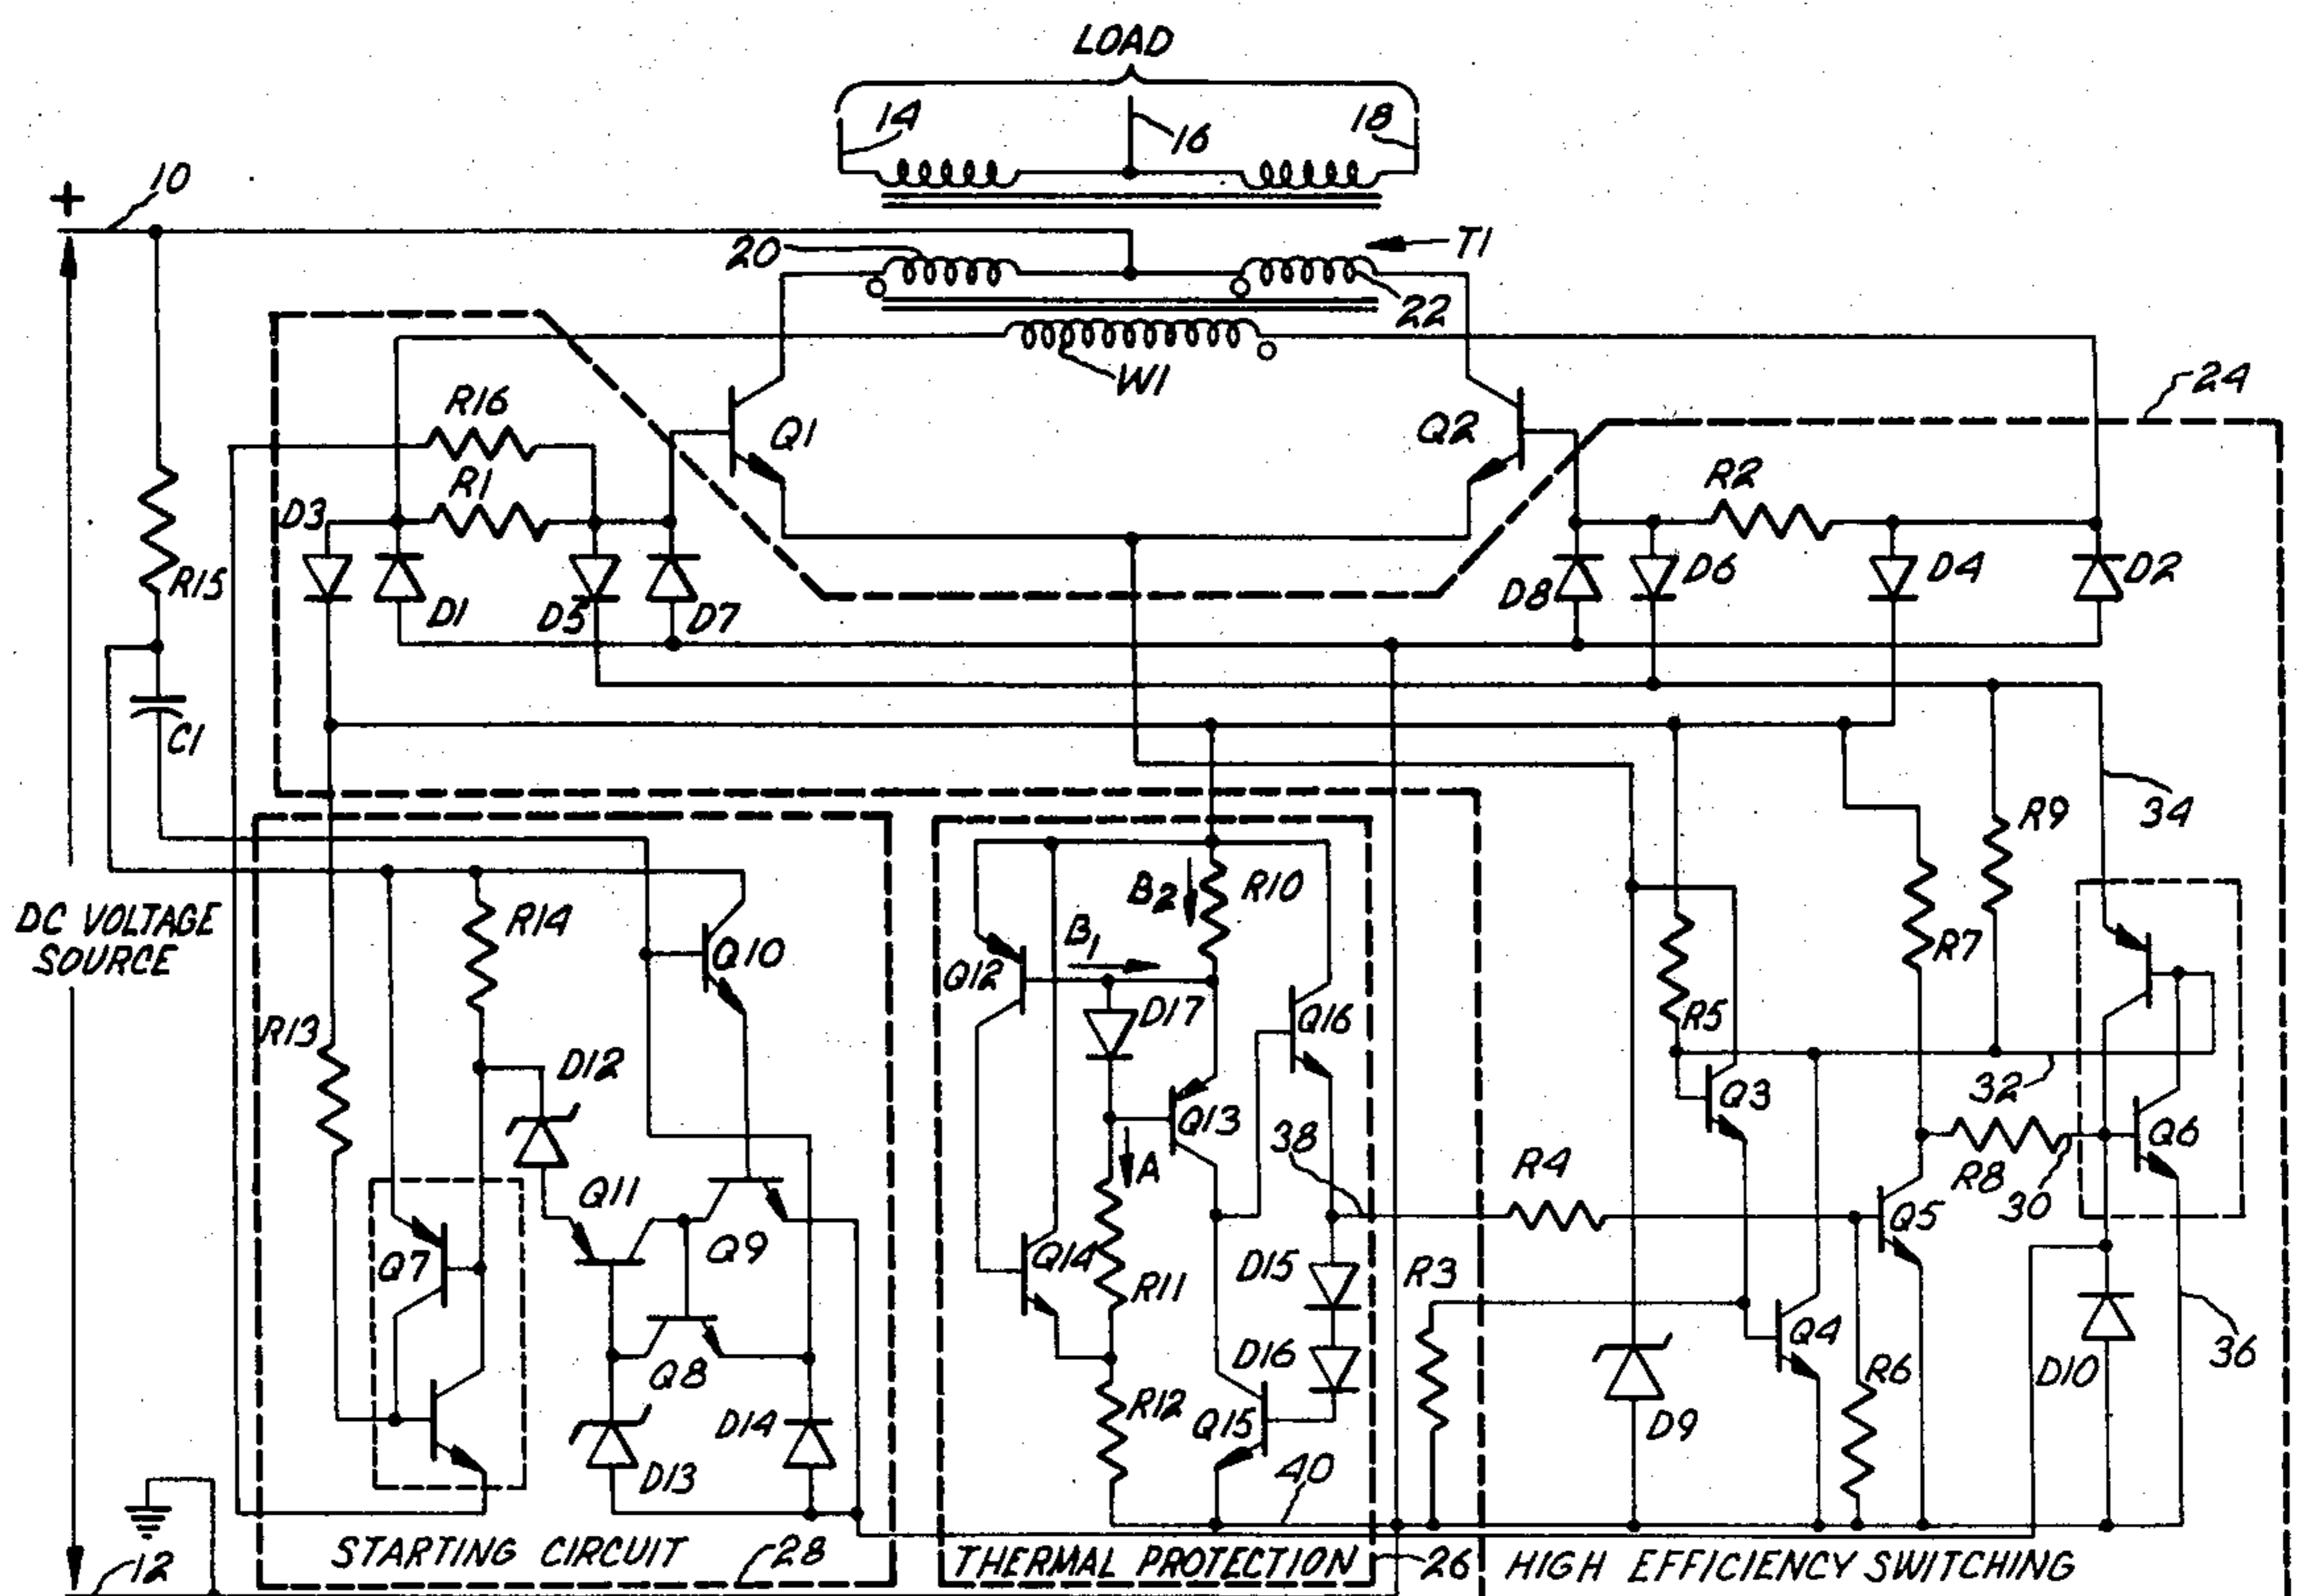 LOAD
14
16
18
+
10
20
T1
22
W1
24
R16
Q1
Q2
R1
R2
D3
R15
D1
D5
D7
D8
D6
D4
D2
C1
34
R9
DC VOLTAGE
SOURCE
R14
Q10
B2
R10
B1
Q12
D17
Q16
R5
R7
R13
D12
Q3
32
Q13
38
A
R4
Q6
R8
30
Q11
Q9
Q7
Q14
R11
D15
R3
Q5
Q8
D16
Q4
R6
D10
36
D14
R12
Q15
D9
D13
40
12
STARTING CIRCUIT
28
THERMAL PROTECTION
26
HIGH EFFICIENCY SWITCHING